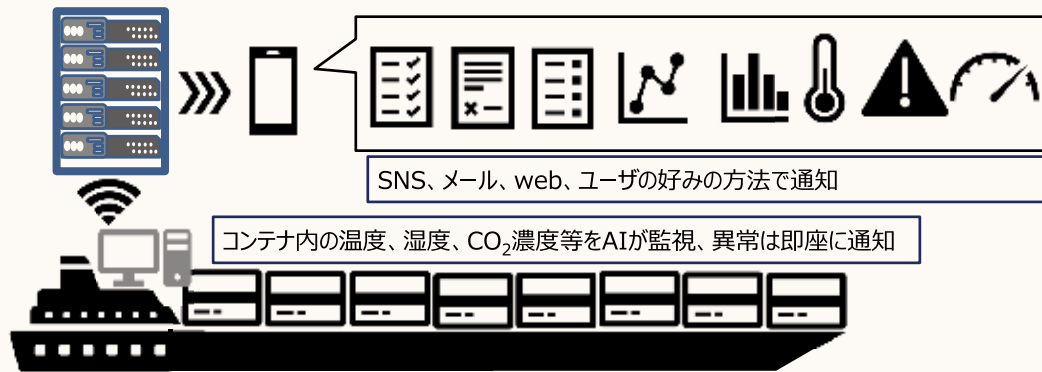 SNS、メール、web、ユーザの好みの方法で通知
コンテナ内の温度、湿度、CO₂濃度等をAIが監視、異常は即座に通知